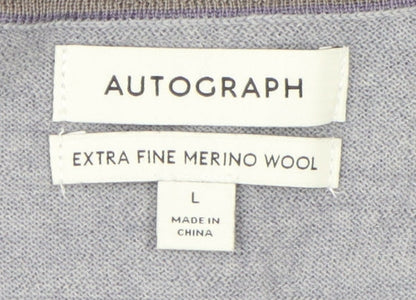 AUTOGRAPH
EXTRA FINE MERINO WOOL
L
MADE IN
CHINA